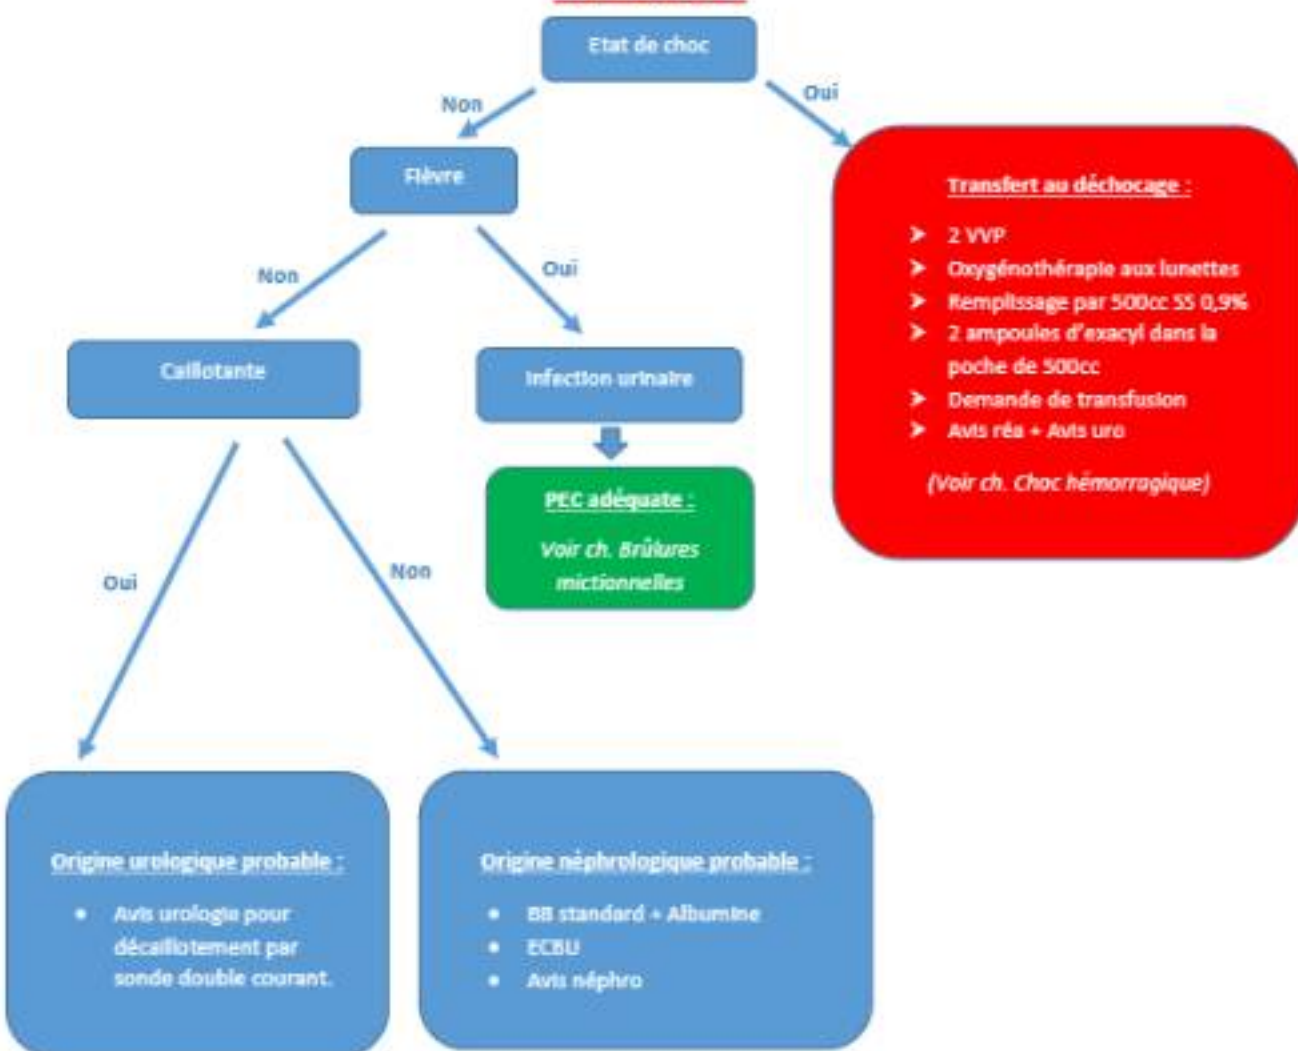 Etat de choc
Non
Oui
Fièvre
Transfert au déchocage :
➤ 2 VVP
➤ Oxygénothérapie aux lunettes
➤ Remplissage par 500cc SS 0,9%
➤ 2 ampoules d'exacyl dans la
poche de 500cc
➤ Demande de transfusion
➤ Avis réa + Avis uro
(Voir ch. Choc hémorragique)
Non
Oui
Caillotante
Infection urinaire
PEC adéquate :
Voir ch. Brûlures
mictionnelles
Oui
Non
Origine urologique probable :
• Avis urologie pour
décaillotement par
sonde double courant.
Origine néphrologique probable :
• BB standard + Albumine
• ECBU
• Avis néphro